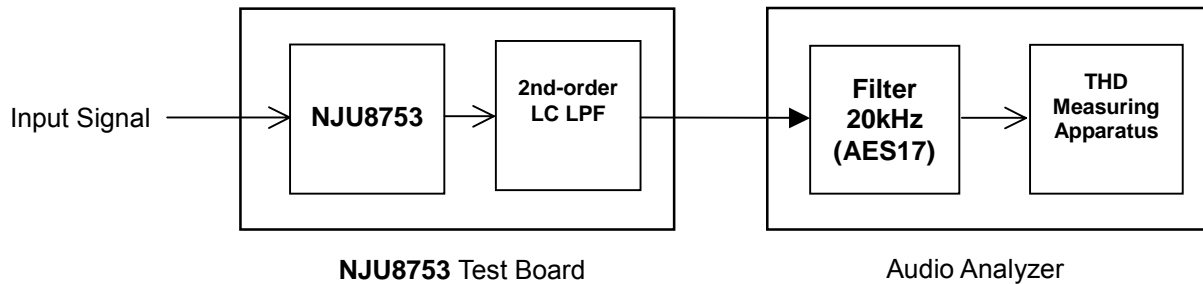 Input Signal
NJU8753
2nd-order
LC LPF
Filter
20kHz
(AES17)
THD
Measuring
Apparatus
NJU8753 Test Board
Audio Analyzer